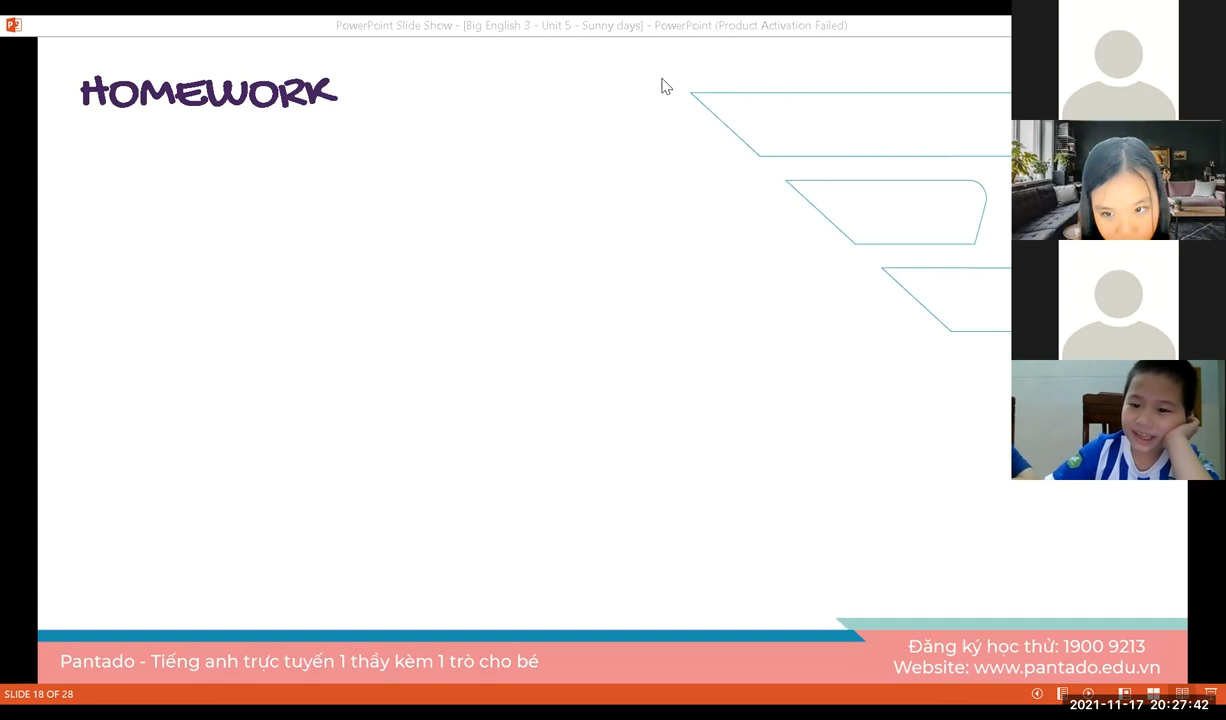 PowerPoint Slide Show - [Big English 3 - Unit 5 - Sunny days] - PowerPoint (Product Activation Failed)
HOMEWORK
Pantado - Tiếng anh trực tuyến 1 thầy kèm 1 trò cho bé
Đăng ký học thử: 1900 9213
Website: www.pantado.edu.vn
SLIDE 18 OF 28
2021-11-17 20:27:42